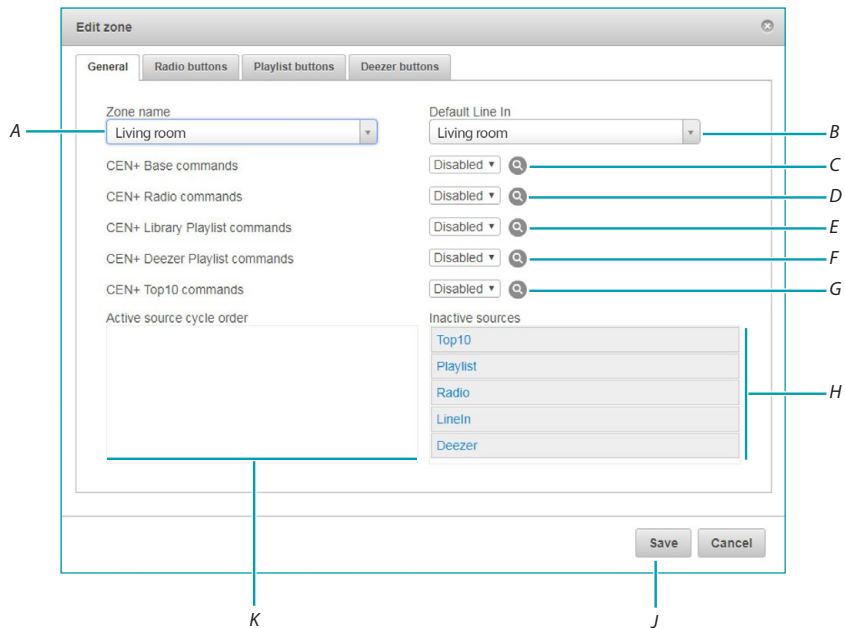 Edit zone
General Radio buttons Playlist buttons Deezer buttons
Zone name Default Line In
A Living room Living room B
CEN+ Base commands Disabled C
CEN+ Radio commands Disabled D
CEN+ Library Playlist commands Disabled E
CEN+ Deezer Playlist commands Disabled F
CEN+ Top10 commands Disabled G
Active source cycle order Inactive sources
Top10
Playlist
Radio H
LineIn
Deezer
Save Cancel
K J